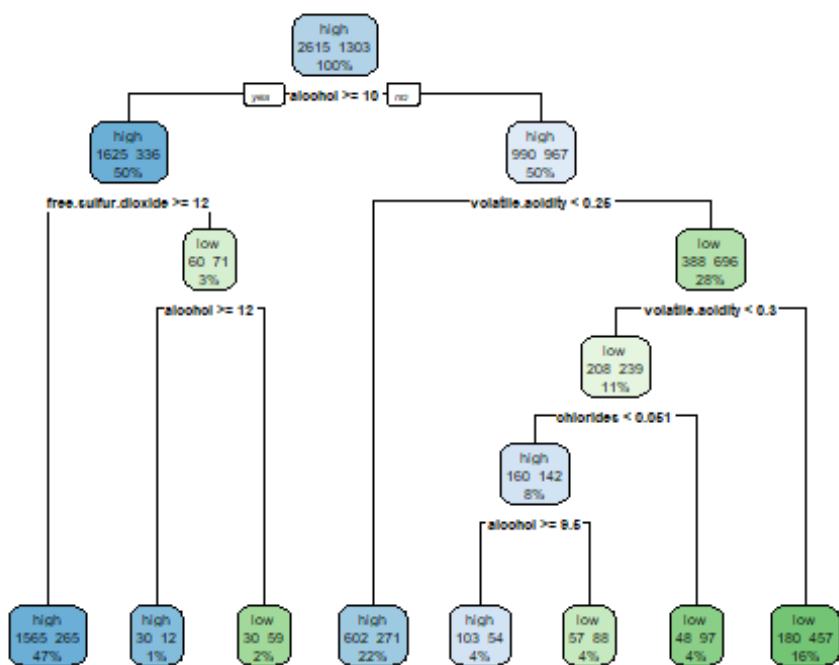 high
2615 1303
100%
yes alcohol >= 10 no
high
1625 336
50%
high
990 967
50%
free.sulfur.dioxide >= 12
volatile.acidity < 0.25
low
60 71
3%
low
388 696
28%
alcohol >= 12
volatile.acidity < 0.3
low
208 239
11%
chlorides < 0.051
high
160 142
8%
alcohol >= 9.5
high
1565 265
47%
high
30 12
1%
low
30 59
2%
high
602 271
22%
high
103 54
4%
low
57 88
4%
low
48 97
4%
low
180 457
16%